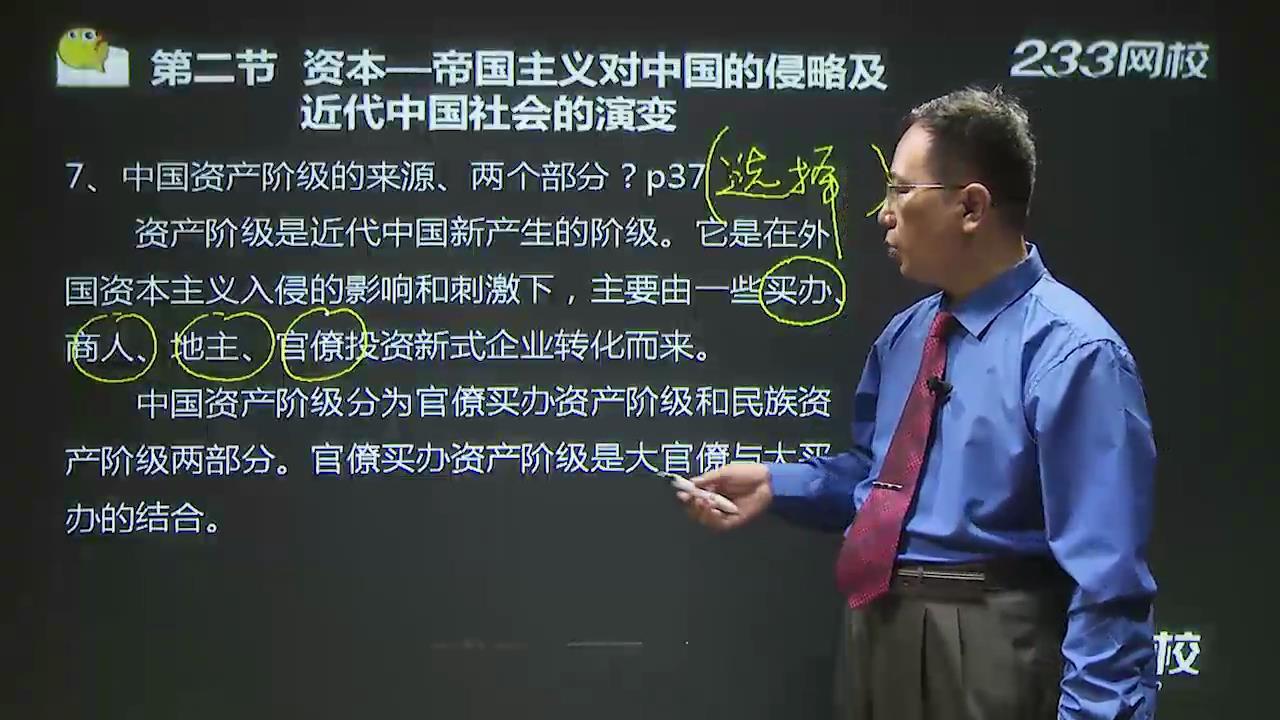 233网校
第二节 资本—帝国主义对中国的侵略及
近代中国社会的演变
7、中国资产阶级的来源、两个部分？p37(选择)
资产阶级是近代中国新产生的阶级。它是在外
国资本主义入侵的影响和刺激下，主要由一些买办、
商人、地主、官僚投资新式企业转化而来。
中国资产阶级分为官僚买办资产阶级和民族资
产阶级两部分。官僚买办资产阶级是大官僚与大买
办的结合。
校